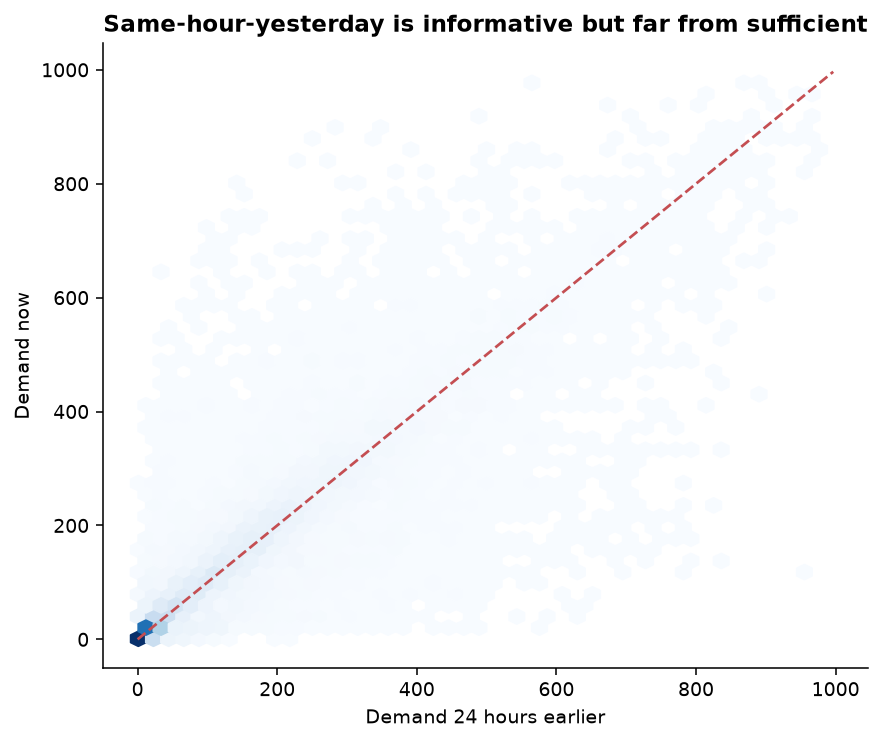 Same-hour-yesterday is informative but far from sufficient
1000
800
600
400
200
0
Demand now
0 200 400 600 800 1000
Demand 24 hours earlier